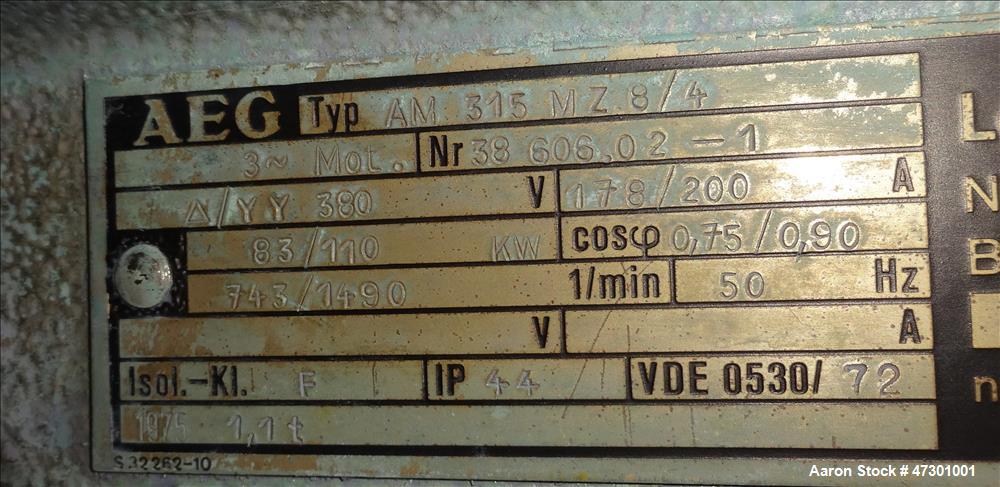 AEG Typ AM 315 MZ 8/4
3~ Mot. Nr 38 606.02 -1
△/YY 380 V 178/200 A
83/110 KW cosφ 0,75/0,90
743/1490 1/min 50 Hz
V A
Isol.-Kl. F IP 44 VDE 0530/ 72
1975 1,1 t
S 32262-10
L
N
B
n
Aaron Stock # 47301001